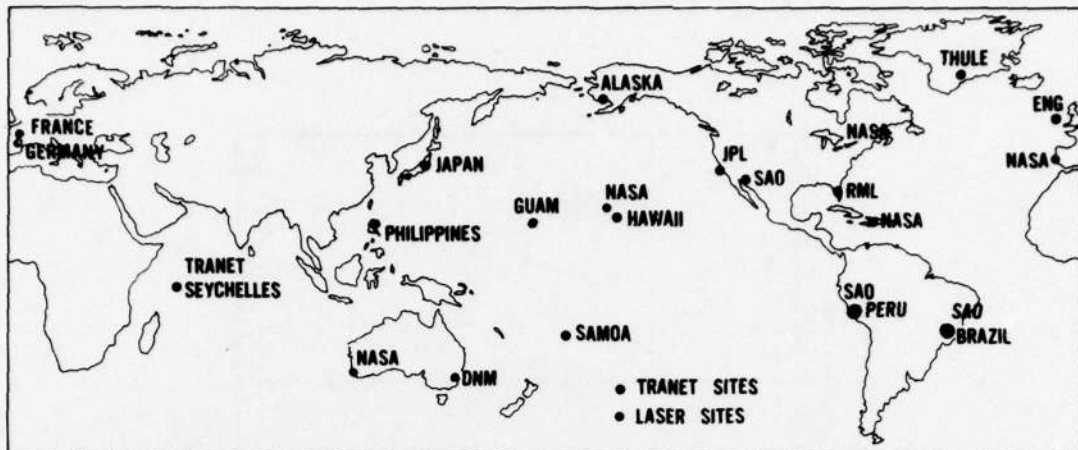 THULE
ALASKA
ENG
FRANCE
GERMANY
NASA
NASA
JAPAN
JPL
SAO
RML
NASA
HAWAII
GUAM
NASA
PHILIPPINES
TRANET
SEYCHELLES
SAO
PERU
SAO
BRAZIL
SAMOA
NASA
DNM
TRANET SITES
LASER SITES